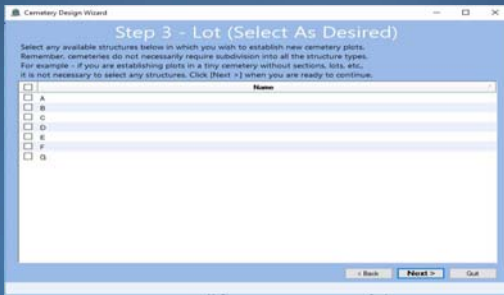 Cemetery Design Wizard
Step 3 - Lot (Select As Desired)
Select any available structures below in which you wish to establish new cemetery plots.
Remember, cemeteries do not necessarily require subdivision into all the structure types.
For example - if you are establishing plots in a tiny cemetery without sections, lots, etc.,
it is not necessary to select any structures. Click [Next >] when you are ready to continue.
Name
A
B
C
D
E
F
G
< Back Next > Quit